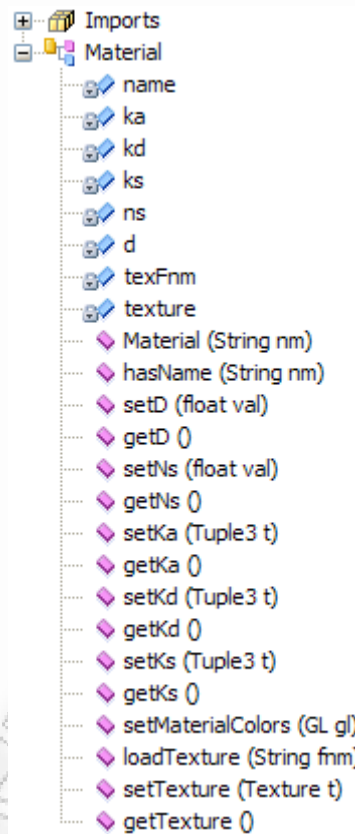 Imports
Material
name
ka
kd
ks
ns
d
texFnm
texture
Material (String nm)
hasName (String nm)
setD (float val)
getD ()
setNs (float val)
getNs ()
setKa (Tuple3 t)
getKa ()
setKd (Tuple3 t)
getKd ()
setKs (Tuple3 t)
getKs ()
setMaterialColors (GL gl)
loadTexture (String fnm)
setTexture (Texture t)
getTexture ()